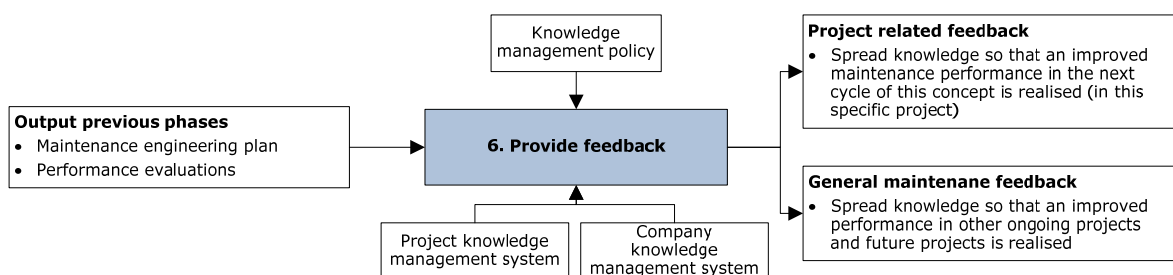 Knowledge
management policy
Output previous phases
• Maintenance engineering plan
• Performance evaluations
6. Provide feedback
Project knowledge
management system
Company
knowledge
management system
Project related feedback
• Spread knowledge so that an improved
maintenance performance in the next
cycle of this concept is realised (in this
specific project)
General maintenane feedback
• Spread knowledge so that an improved
performance in other ongoing projects
and future projects is realised